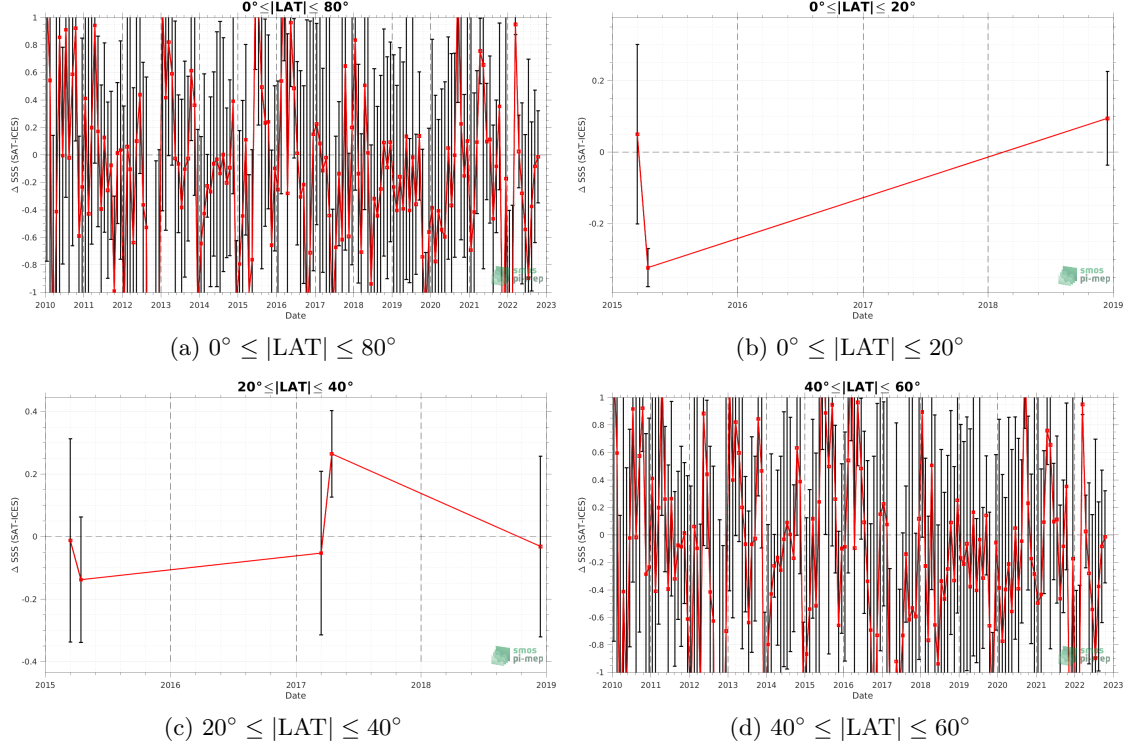 0°≤|LAT|≤ 80°
1
0.8
0.6
0.4
0.2
0
-0.2
-0.4
-0.6
-0.8
-1
Δ SSS (SAT-ICES)
2010 2011 2012 2013 2014 2015 2016 2017 2018 2019 2020 2021 2022 2023
Date
smos
pi-mep
(a) 0° ≤ |LAT| ≤ 80°
0°≤|LAT|≤ 20°
0.2
0
-0.2
Δ SSS (SAT-ICES)
2015 2016 2017 2018 2019
Date
smos
pi-mep
(b) 0° ≤ |LAT| ≤ 20°
20°≤|LAT|≤ 40°
0.4
0.2
0
-0.2
-0.4
Δ SSS (SAT-ICES)
2015 2016 2017 2018 2019
Date
smos
pi-mep
(c) 20° ≤ |LAT| ≤ 40°
40°≤|LAT|≤ 60°
1
0.8
0.6
0.4
0.2
0
-0.2
-0.4
-0.6
-0.8
-1
Δ SSS (SAT-ICES)
2010 2011 2012 2013 2014 2015 2016 2017 2018 2019 2020 2021 2022 2023
Date
smos
pi-mep
(d) 40° ≤ |LAT| ≤ 60°